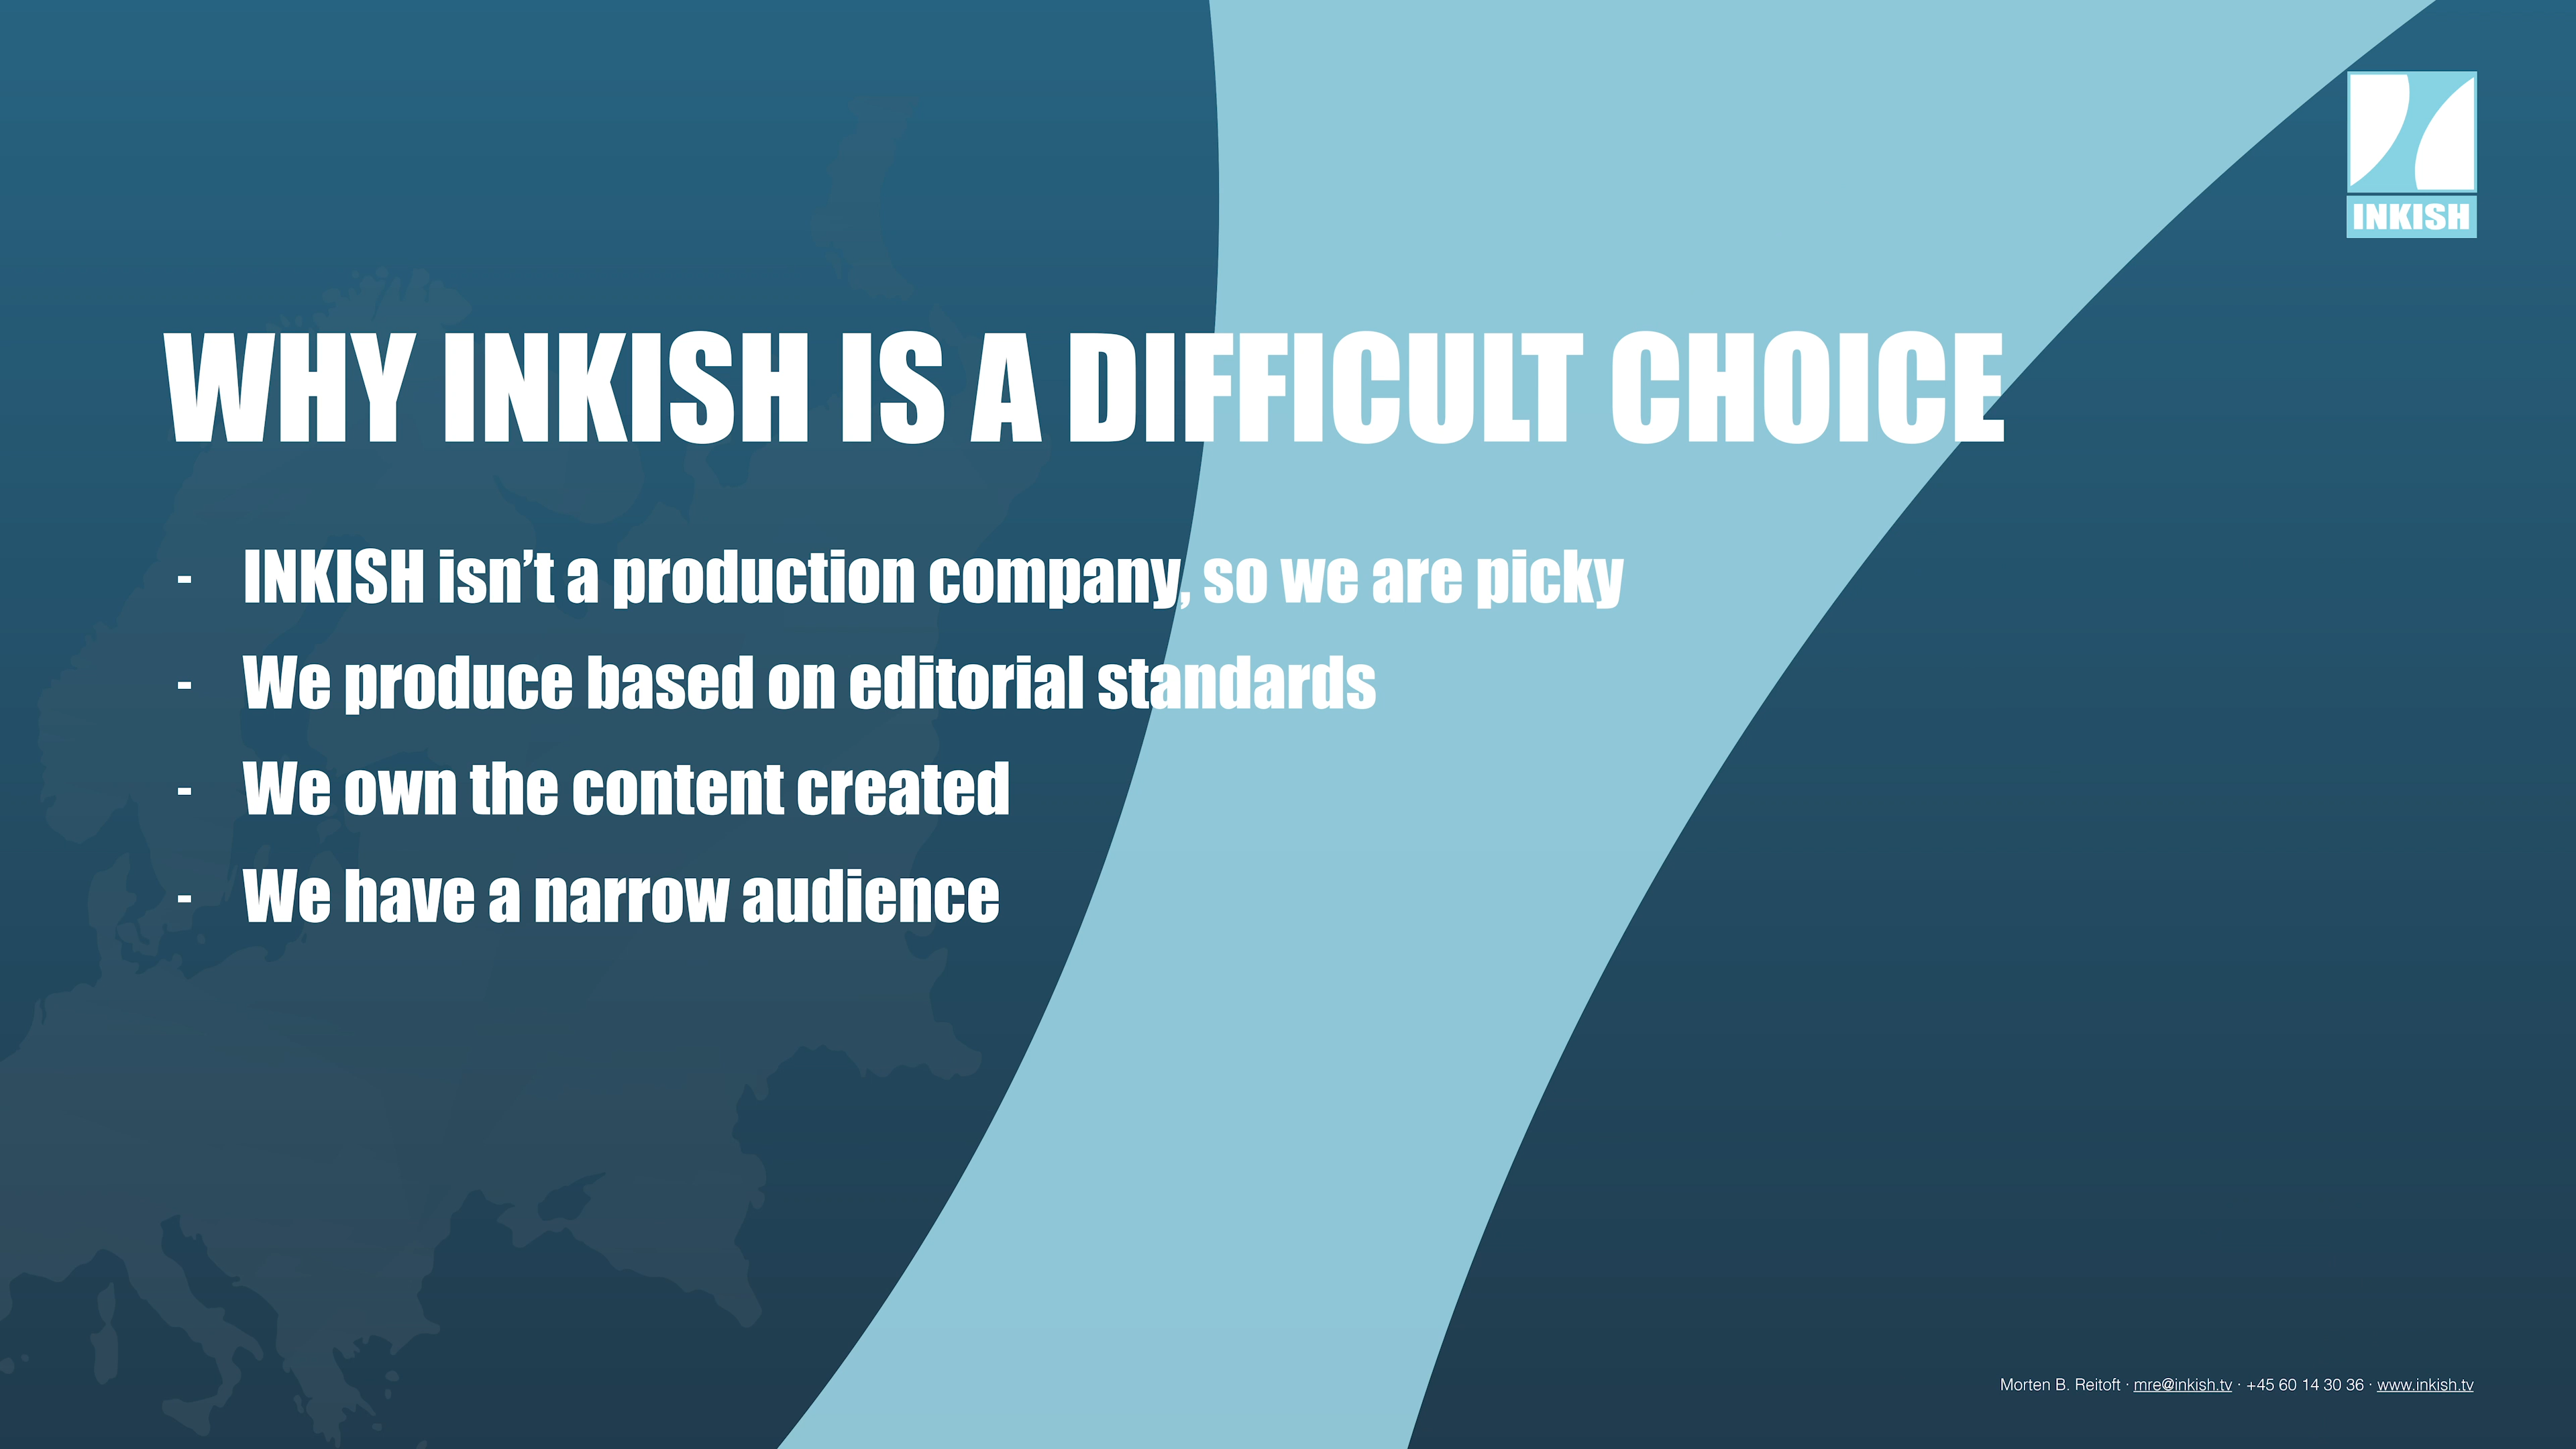 INKISH
WHY INKISH IS A DIFFICULT CHOICE
- INKISH isn’t a production company, so we are picky
- We produce based on editorial standards
- We own the content created
- We have a narrow audience
Morten B. Reitoft · mre@inkish.tv · +45 60 14 30 36 · www.inkish.tv